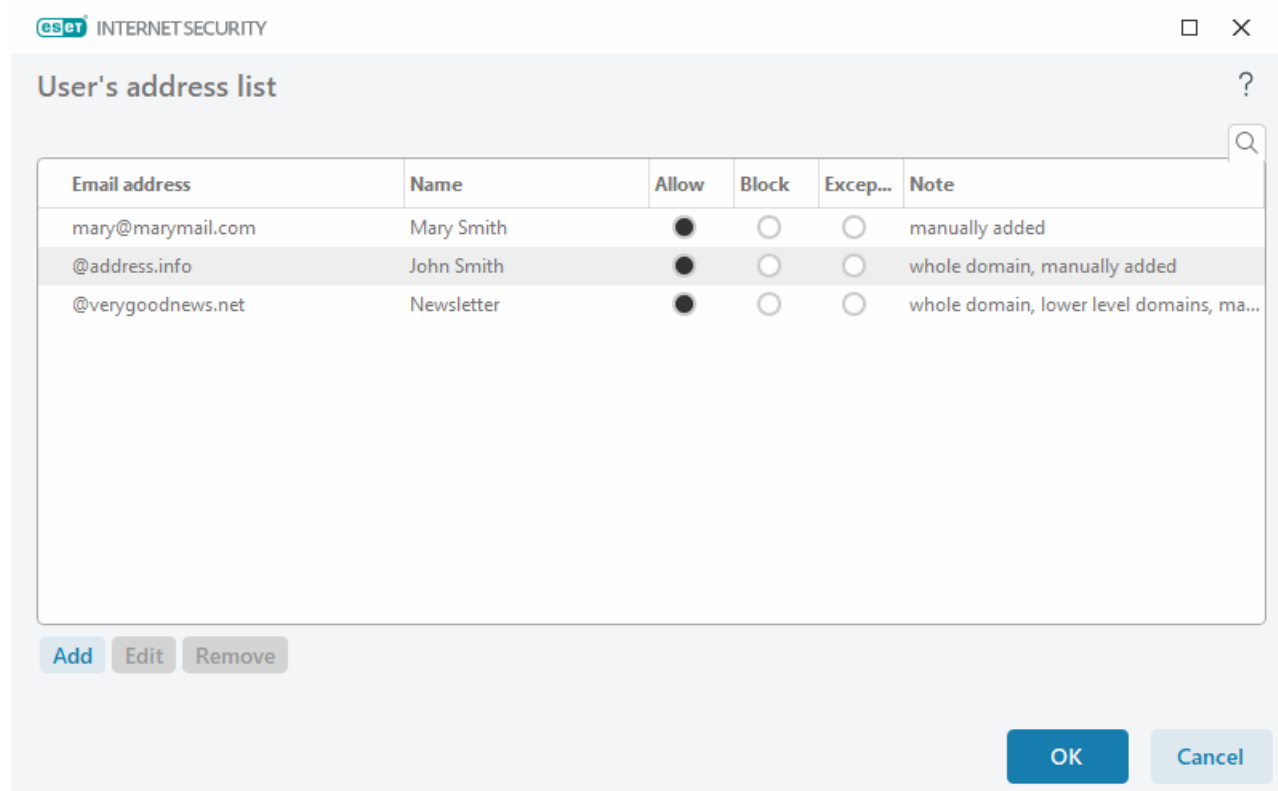 eset INTERNET SECURITY
User's address list
?
Email address Name Allow Block Excep... Note
mary@marymail.com Mary Smith manually added
@address.info John Smith whole domain, manually added
@verygoodnews.net Newsletter whole domain, lower level domains, ma...
Add Edit Remove
OK Cancel